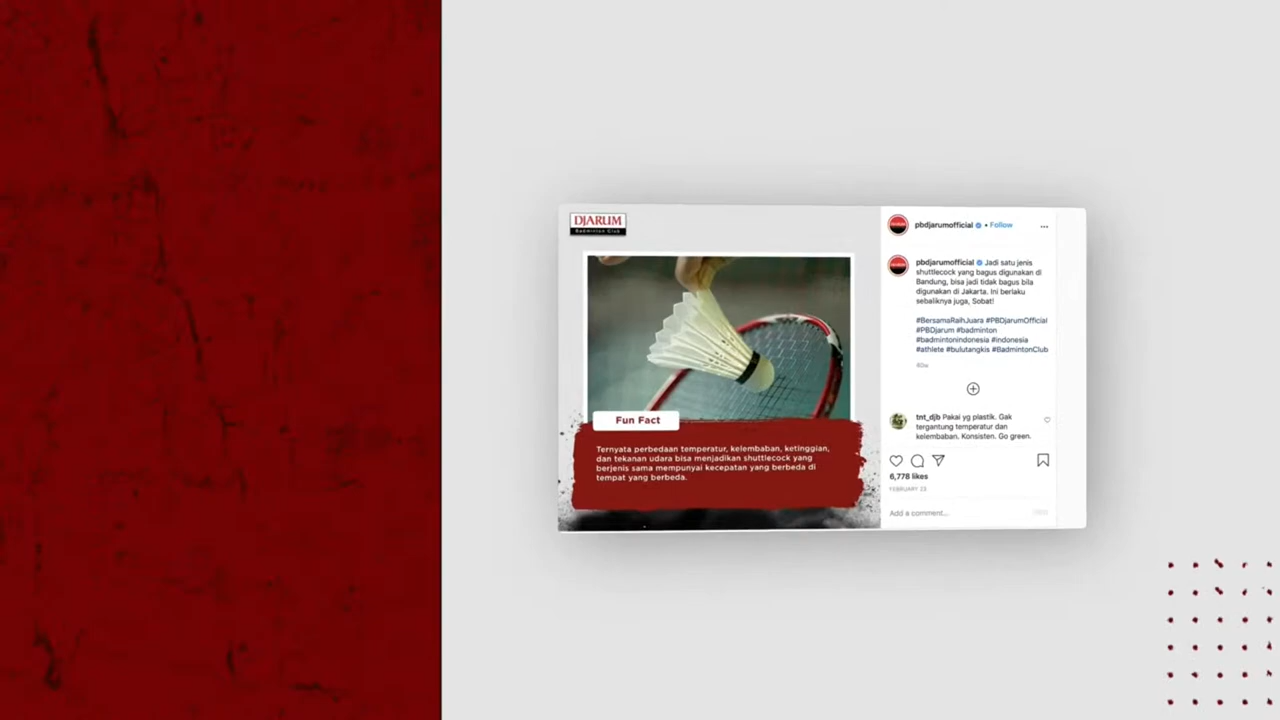 DJARUM
Badminton Club
Fun Fact
Ternyata perbedaan temperatur, kelembaban, ketinggian,
dan tekanan udara bisa menjadikan shuttlecock yang
berjenis sama mempunyai kecepatan yang berbeda di
tempat yang berbeda.
pbdjarumofficial • Follow
pbdjarumofficial Jadi satu jenis
shuttlecock yang bagus digunakan di
Bandung, bisa jadi tidak bagus bila
digunakan di Jakarta. Ini berlaku
sebaliknya juga, Sobat!
#BersamaRaihJuara #PBDjarumOfficial
#PBDjarum #badminton
#badmintonindonesia #indonesia
#athlete #bulutangkis #BadmintonClub
tnt_djb Pakai yg plastik. Gak
tergantung temperatur dan
kelembaban. Konsisten. Go green.
6,778 likes
FEBRUARY 23
Add a comment...